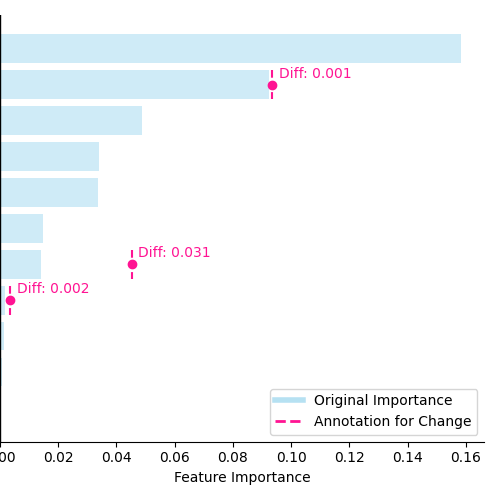 Diff: 0.001
Diff: 0.031
Diff: 0.002
Original Importance
Annotation for Change
00 0.02 0.04 0.06 0.08 0.10 0.12 0.14 0.16
Feature Importance